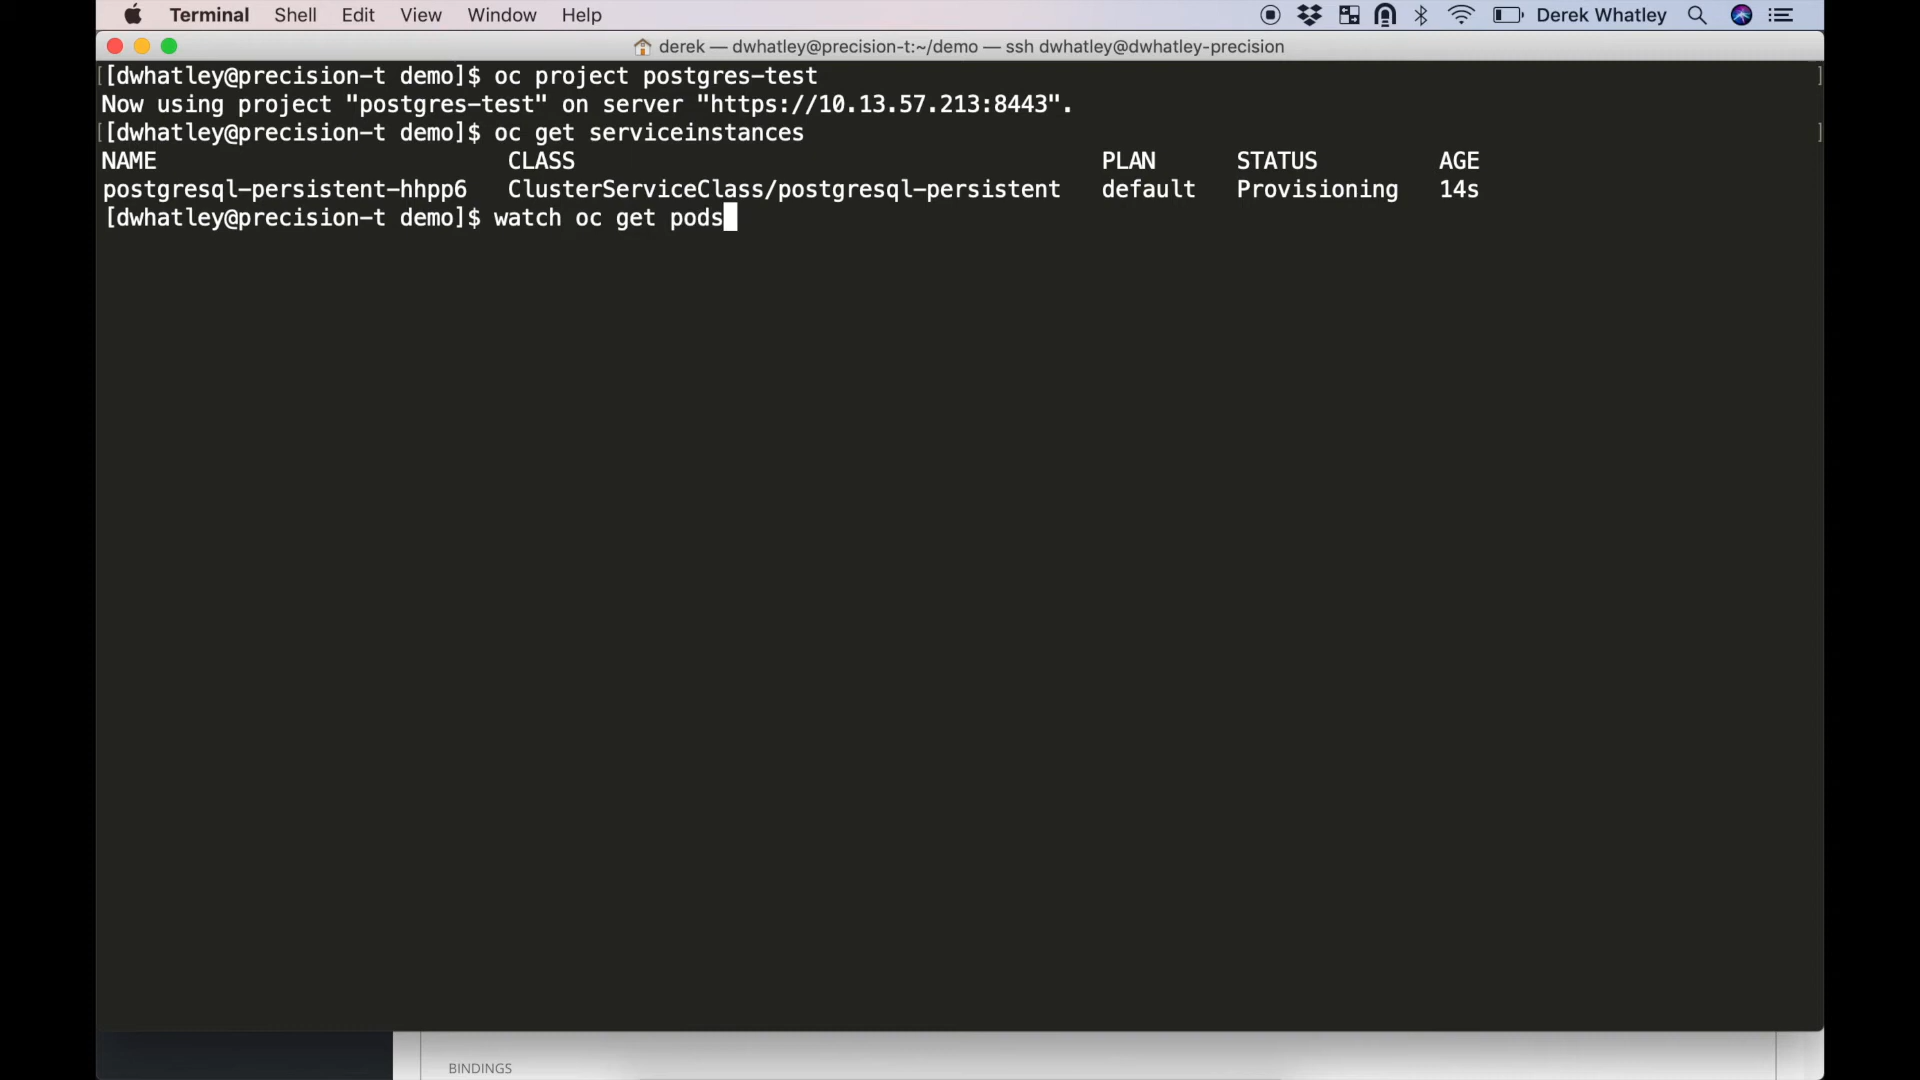 Terminal Shell Edit View Window Help Derek Whatley
derek — dwhatley@precision-t:~/demo — ssh dwhatley@dwhatley-precision
[[dwhatley@precision-t demo]$ oc project postgres-test ]
Now using project "postgres-test" on server "https://10.13.57.213:8443".
[[dwhatley@precision-t demo]$ oc get serviceinstances ]
NAME CLASS PLAN STATUS AGE
postgresql-persistent-hhpp6 ClusterServiceClass/postgresql-persistent default Provisioning 14s
[dwhatley@precision-t demo]$ watch oc get pods
BINDINGS